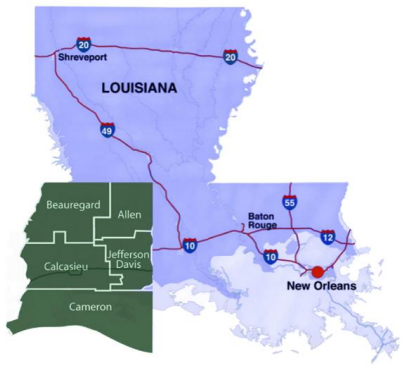 20
20
Shreveport
LOUISIANA
49
Beauregard
Allen
55
Baton
Rouge
12
10
10
Jefferson
Davis
Calcasieu
New Orleans
Cameron